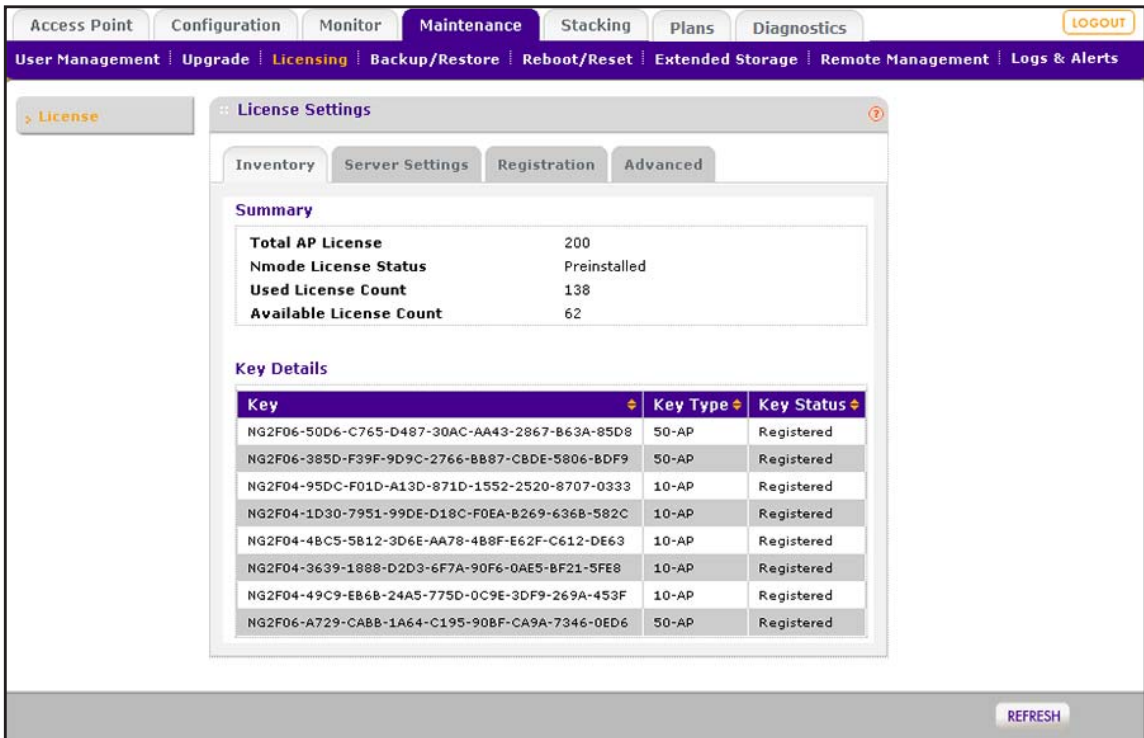 Access Point Configuration Monitor Maintenance Stacking Plans Diagnostics LOGOUT
User Management Upgrade Licensing Backup/Restore Reboot/Reset Extended Storage Remote Management Logs & Alerts
License
License Settings ?
Inventory Server Settings Registration Advanced
Summary
Total AP License 200
Nmode License Status Preinstalled
Used License Count 138
Available License Count 62
Key Details
Key Key Type Key Status
NG2F06-50D6-C765-D487-30AC-AA43-2867-B63A-85D8 50-AP Registered
NG2F06-385D-F39F-9D9C-2766-BB87-CBDE-5806-BDF9 50-AP Registered
NG2F04-95DC-F01D-A13D-871D-1552-2520-8707-0333 10-AP Registered
NG2F04-1D30-7951-99DE-D18C-F0EA-B269-636B-582C 10-AP Registered
NG2F04-4BC5-5B12-3D6E-AA78-4B8F-E62F-C612-DE63 10-AP Registered
NG2F04-3639-1888-D2D3-6F7A-90F6-0AE5-BF21-5FE8 10-AP Registered
NG2F04-49C9-EB6B-24A5-775D-0C9E-3DF9-269A-453F 10-AP Registered
NG2F06-A729-CABB-1A64-C195-90BF-CA9A-7346-0ED6 50-AP Registered
REFRESH